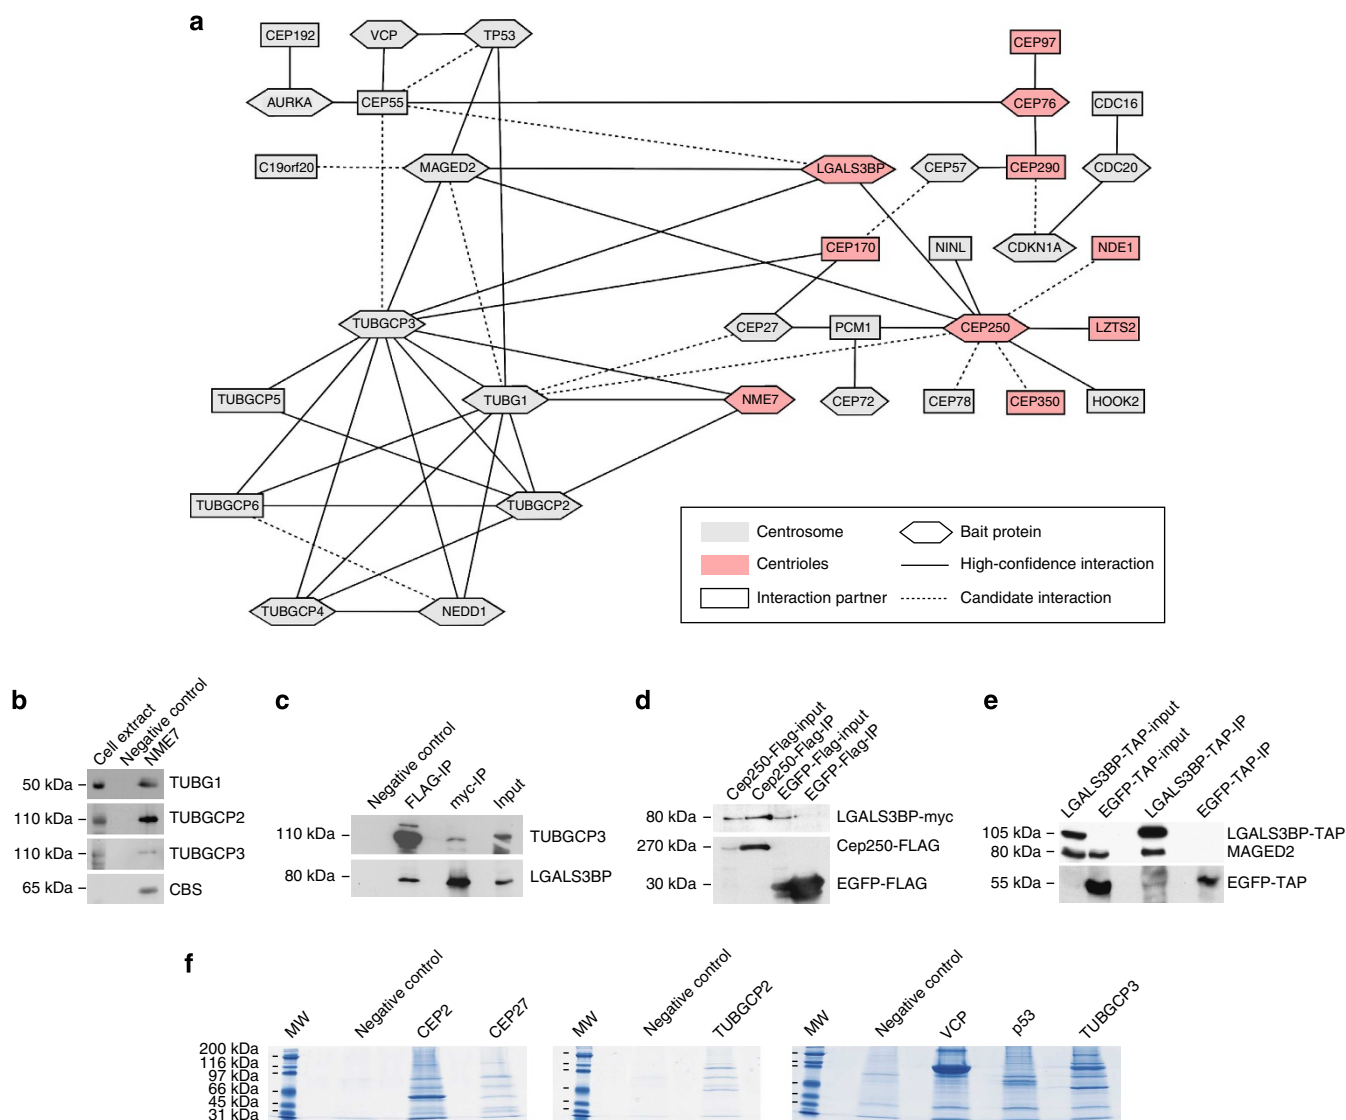 a
CEP192
VCP
TP53
CEP97
AURKA
CEP55
CEP76
CDC16
C19orf20
MAGED2
LGALS3BP
CEP57
CEP290
CDC20
CEP170
NINL
CDKN1A
NDE1
TUBGCP3
CEP27
PCM1
CEP250
LZTS2
TUBGCP5
TUBG1
NME7
CEP72
CEP78
CEP350
HOOK2
TUBGCP6
TUBGCP2
TUBGCP4
NEDD1
Centrosome
Bait protein
Centrioles
High-confidence interaction
Interaction partner
Candidate interaction
b
Cell extract
Negative control
NME7
50 kDa
TUBG1
110 kDa
TUBGCP2
110 kDa
TUBGCP3
65 kDa
CBS
c
Negative control
FLAG-IP
myc-IP
Input
110 kDa
TUBGCP3
80 kDa
LGALS3BP
d
Cep250-Flag-input
Cep250-Flag-IP
EGFP-Flag-input
EGFP-Flag-IP
80 kDa
LGALS3BP-myc
270 kDa
Cep250-FLAG
30 kDa
EGFP-FLAG
e
LGALS3BP-TAP-input
EGFP-TAP-input
LGALS3BP-TAP-IP
EGFP-TAP-IP
105 kDa
LGALS3BP-TAP
80 kDa
MAGED2
55 kDa
EGFP-TAP
f
MW
Negative control
CEP2
CEP27
MW
Negative control
TUBGCP2
MW
Negative control
VCP
p53
TUBGCP3
200 kDa
116 kDa
97 kDa
66 kDa
45 kDa
31 kDa